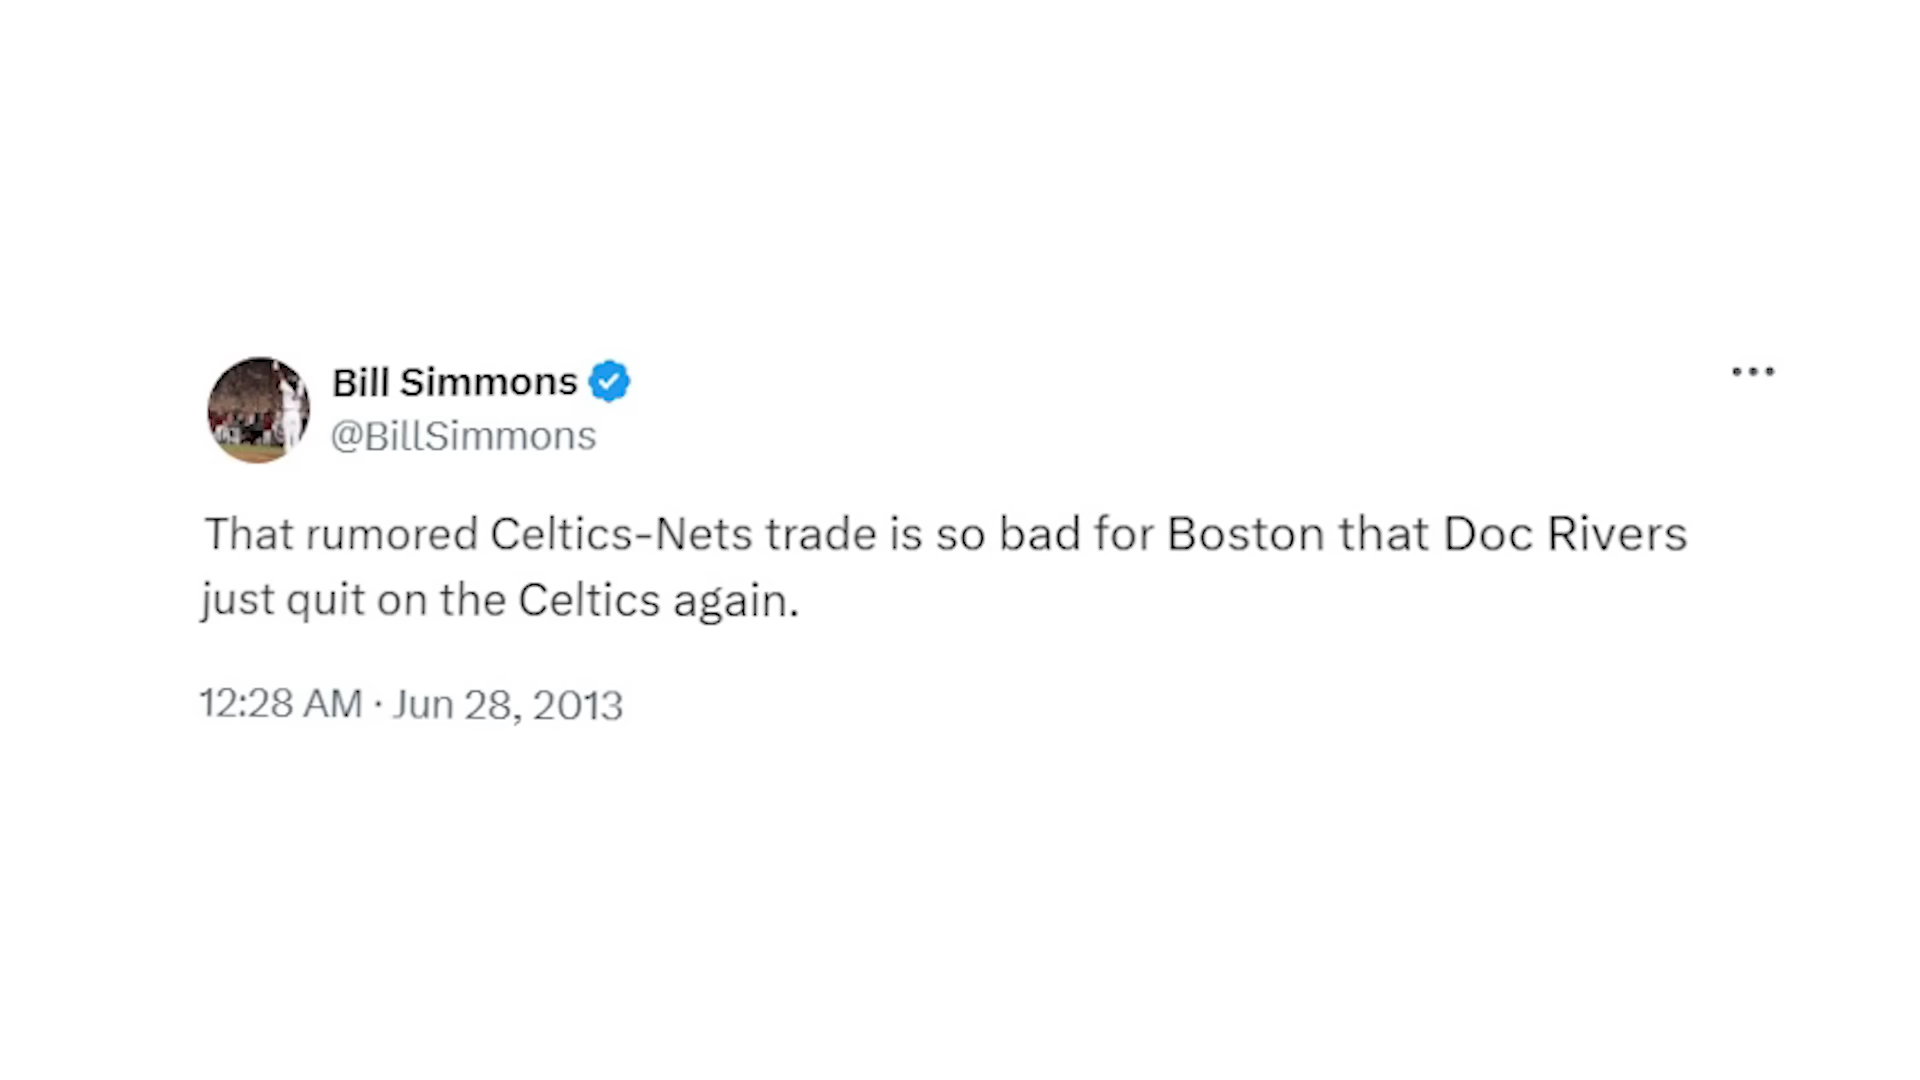 Bill Simmons
@BillSimmons
That rumored Celtics-Nets trade is so bad for Boston that Doc Rivers
just quit on the Celtics again.
12:28 AM · Jun 28, 2013